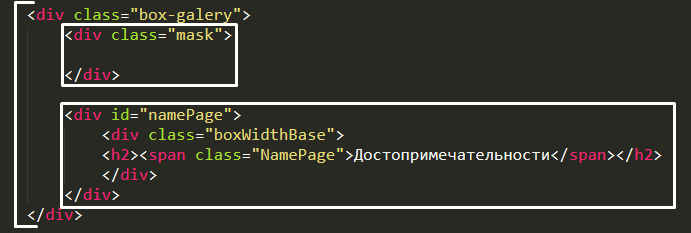 <div class="box-galery">
<div class="mask">
</div>
<div id="namePage">
<div class="boxWidthBase">
<h2><span class="NamePage">Достопримечательности</span></h2>
</div>
</div>
</div>